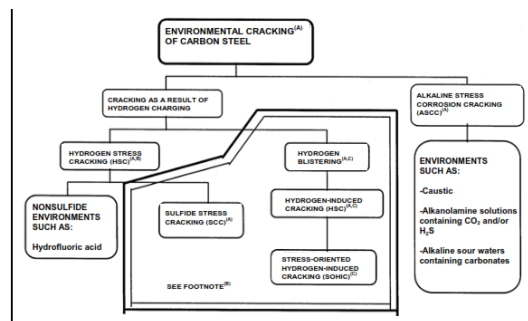 ENVIRONMENTAL CRACKING(A)
OF CARBON STEEL
CRACKING AS A RESULT OF
HYDROGEN CHARGING
ALKALINE STRESS
CORROSION CRACKING
(ASCC)(A)
HYDROGEN STRESS
CRACKING (HSC)(A,B)
HYDROGEN
BLISTERING(A,C)
NONSULFIDE
ENVIRONMENTS
SUCH AS:
Hydrofluoric acid
SULFIDE STRESS
CRACKING (SCC)(A)
HYDROGEN-INDUCED
CRACKING (HSC)(A,C)
STRESS-ORIENTED
HYDROGEN-INDUCED
CRACKING (SOHIC)(C)
SEE FOOTNOTE(B)
ENVIRONMENTS
SUCH AS:
-Caustic
-Alkanolamine solutions
containing CO2 and/or
H2S
-Alkaline sour waters
containing carbonates